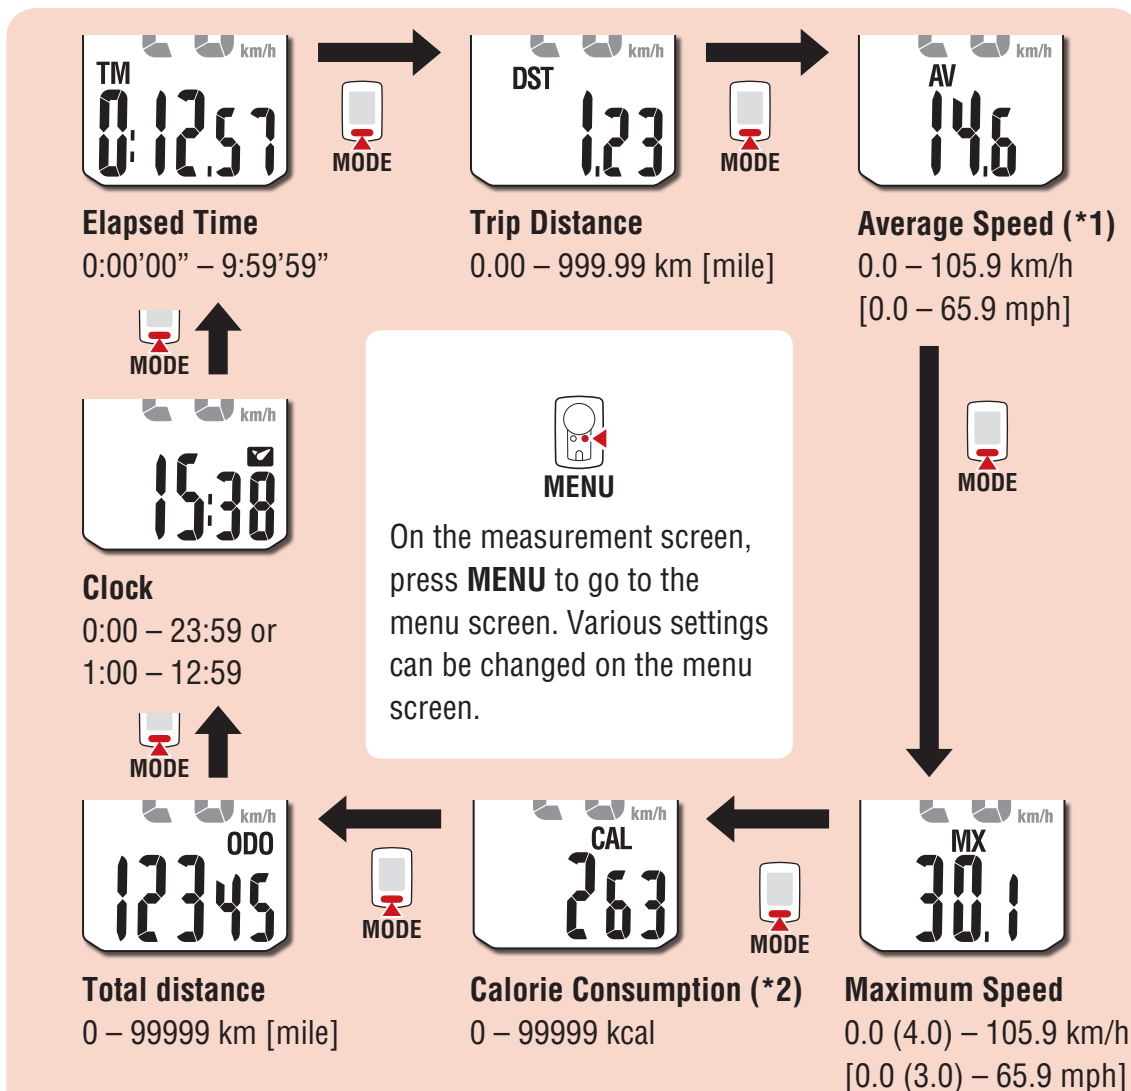 km/h
TM
0:12.57
MODE
Elapsed Time
0:00'00” – 9:59'59”
km/h
DST
1.23
MODE
Trip Distance
0.00 – 999.99 km [mile]
km/h
AV
14.6
Average Speed (*1)
0.0 – 105.9 km/h
[0.0 – 65.9 mph]
MODE
km/h
15:38
Clock
0:00 – 23:59 or
1:00 – 12:59
MODE
MENU
On the measurement screen,
press MENU to go to the
menu screen. Various settings
can be changed on the menu
screen.
MODE
km/h
ODO
12345
MODE
Total distance
0 – 99999 km [mile]
km/h
CAL
263
MODE
Calorie Consumption (*2)
0 – 99999 kcal
km/h
MX
30.1
Maximum Speed
0.0 (4.0) – 105.9 km/h
[0.0 (3.0) – 65.9 mph]